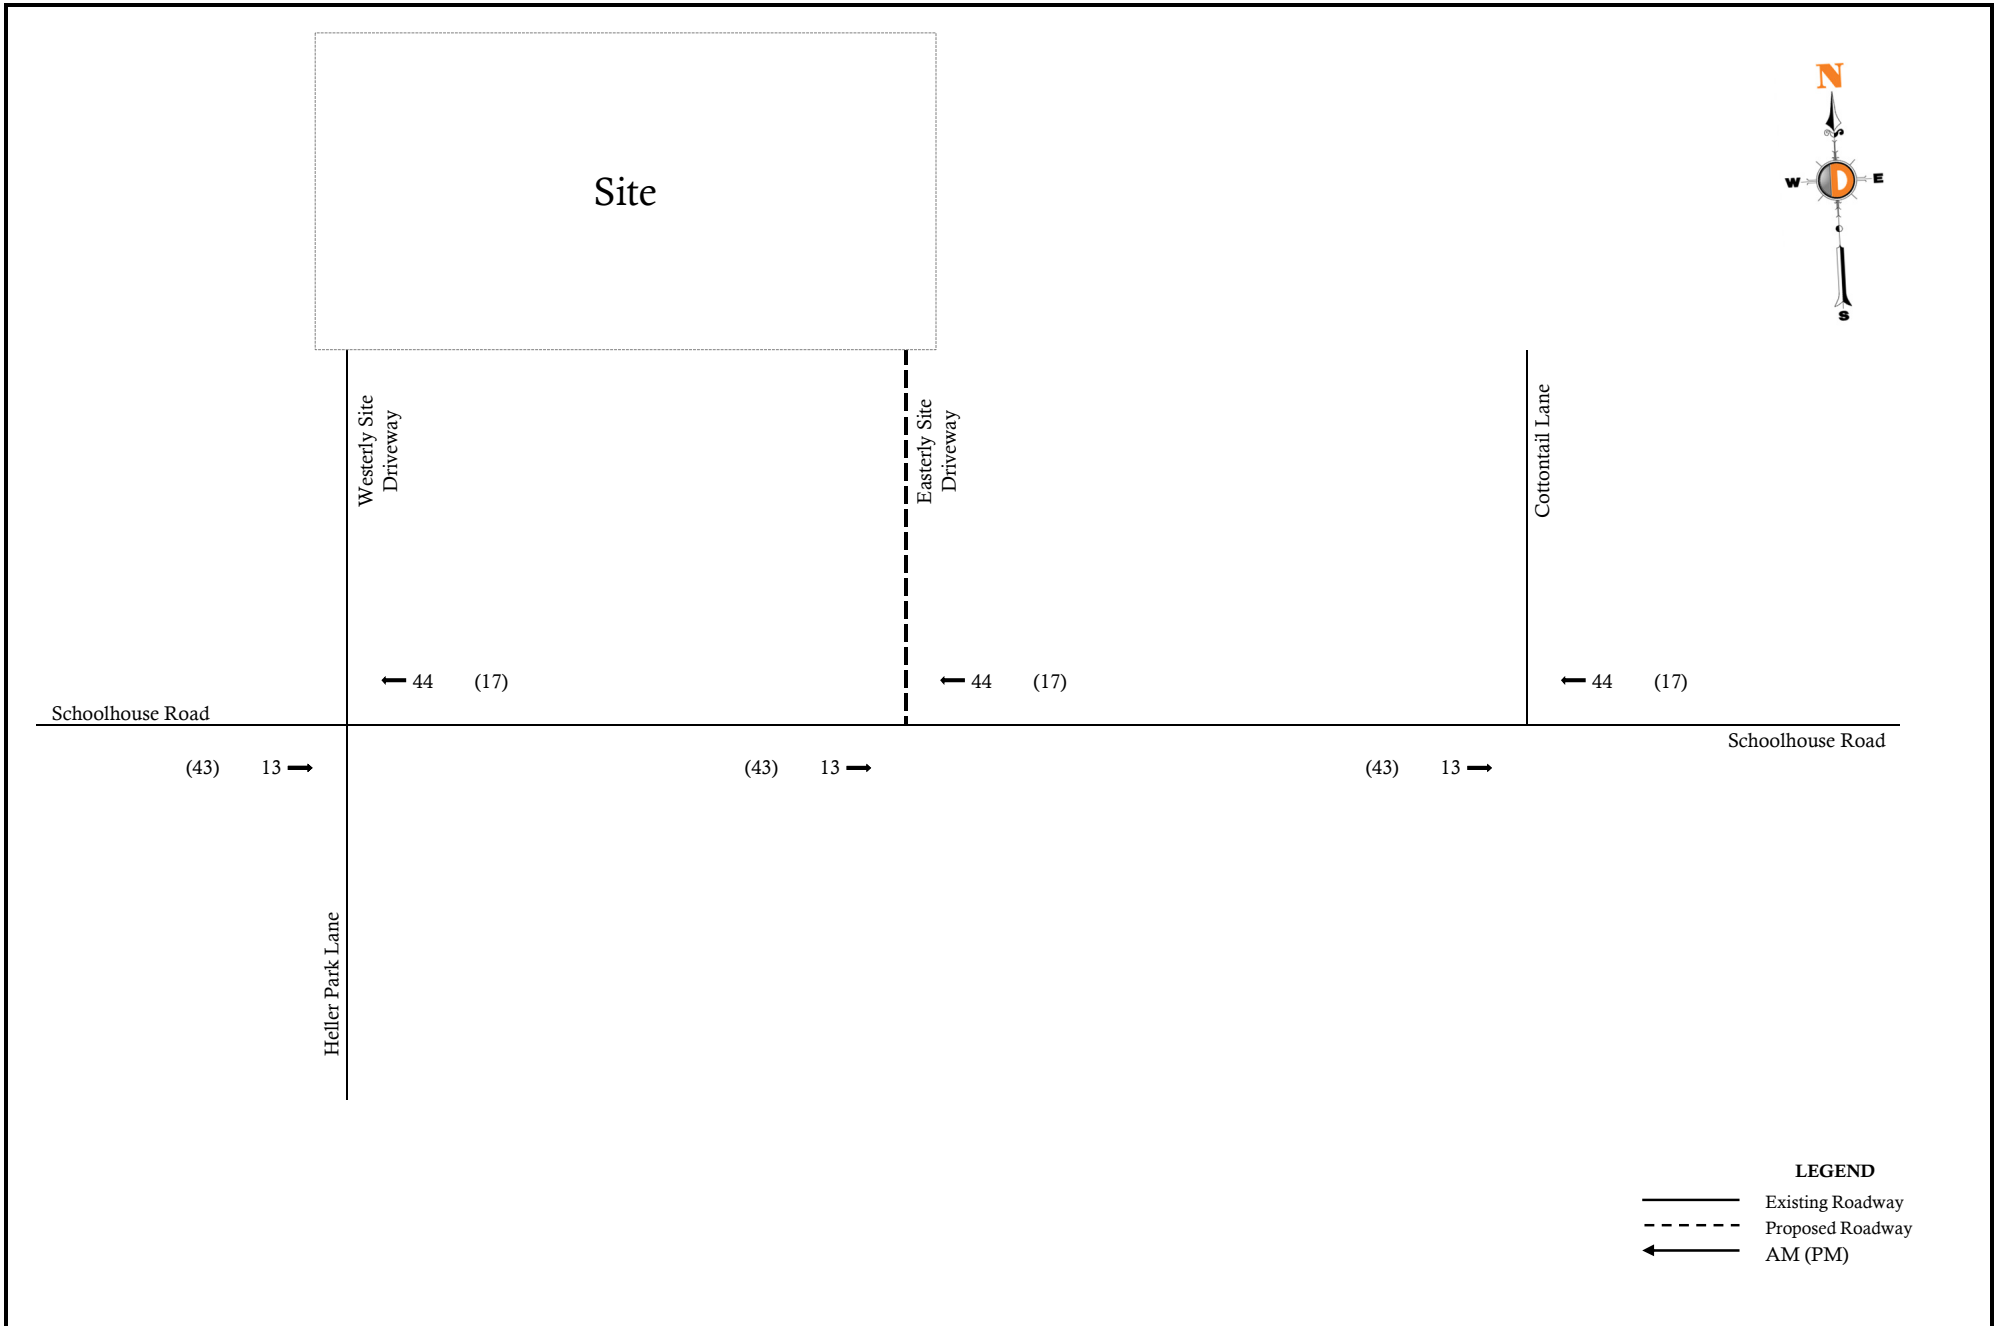 N
Site
W
D
E
S
Westerly Site
Driveway
Easterly Site
Driveway
Cottontail Lane
44 (17)
44 (17)
44 (17)
Schoolhouse Road
Schoolhouse Road
(43) 13
(43) 13
(43) 13
Heller Park Lane
LEGEND
Existing Roadway
Proposed Roadway
AM (PM)